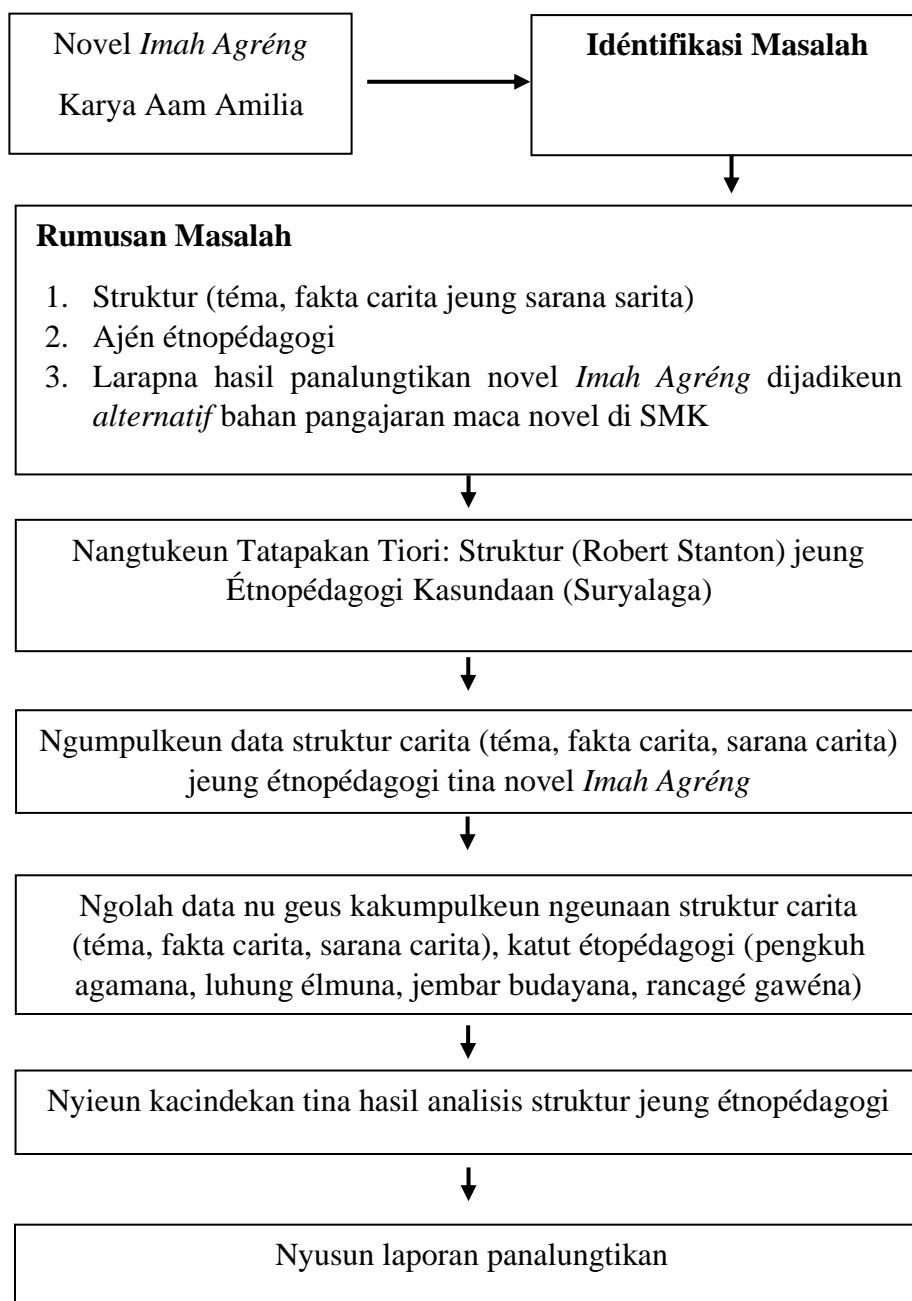 Novel Imah Agréng
Karya Aam Amilia
Idéntifikasi Masalah
Rumusan Masalah
1. Struktur (téma, fakta carita jeung sarana sarita)
2. Ajén étnopédagogi
3. Larapna hasil panalungtikan novel Imah Agréng dijadikeun
alternatif bahan pangajaran maca novel di SMK
Nangtukeun Tatapakan Tiori: Struktur (Robert Stanton) jeung
Étnopédagogi Kasundaan (Suryalaga)
Ngumpulkeun data struktur carita (téma, fakta carita, sarana carita)
jeung étnopédagogi tina novel Imah Agréng
Ngolah data nu geus kakumpulkeun ngeunaan struktur carita
(téma, fakta carita, sarana carita), katut étopédagogi (pengkuh
agamana, luhung élmuna, jembar budayana, rancagé gawéna)
Nyieun kacindekan tina hasil analisis struktur jeung étnopédagogi
Nyusun laporan panalungtikan